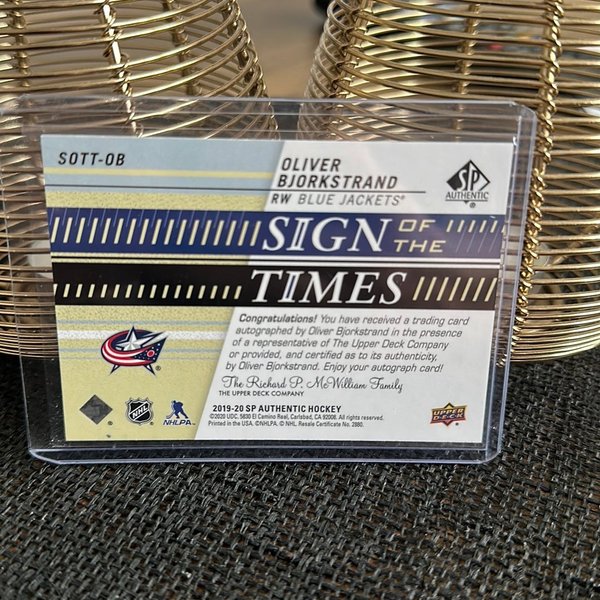 SOTT-OB
OLIVER
BJORKSTRAND
RW BLUE JACKETS®
SP
AUTHENTIC
®
SIGN OF THE
TIMES
Congratulations! You have received a trading card
autographed by Oliver Bjorkstrand in the presence
of a representative of The Upper Deck Company
or provided, and certified as to its authenticity,
by Oliver Bjorkstrand. Enjoy your autograph card!
The Richard P. McWilliam Family
THE UPPER DECK COMPANY
NHL
NHLPA
2019-20 SP AUTHENTIC HOCKEY
©2020 UDC, 5830 El Camino Real, Carlsbad, CA 92008. All rights reserved.
Printed in the USA. ©NHLPA. © NHL. Resale Certificate No. 2980.
UPPER
DECK